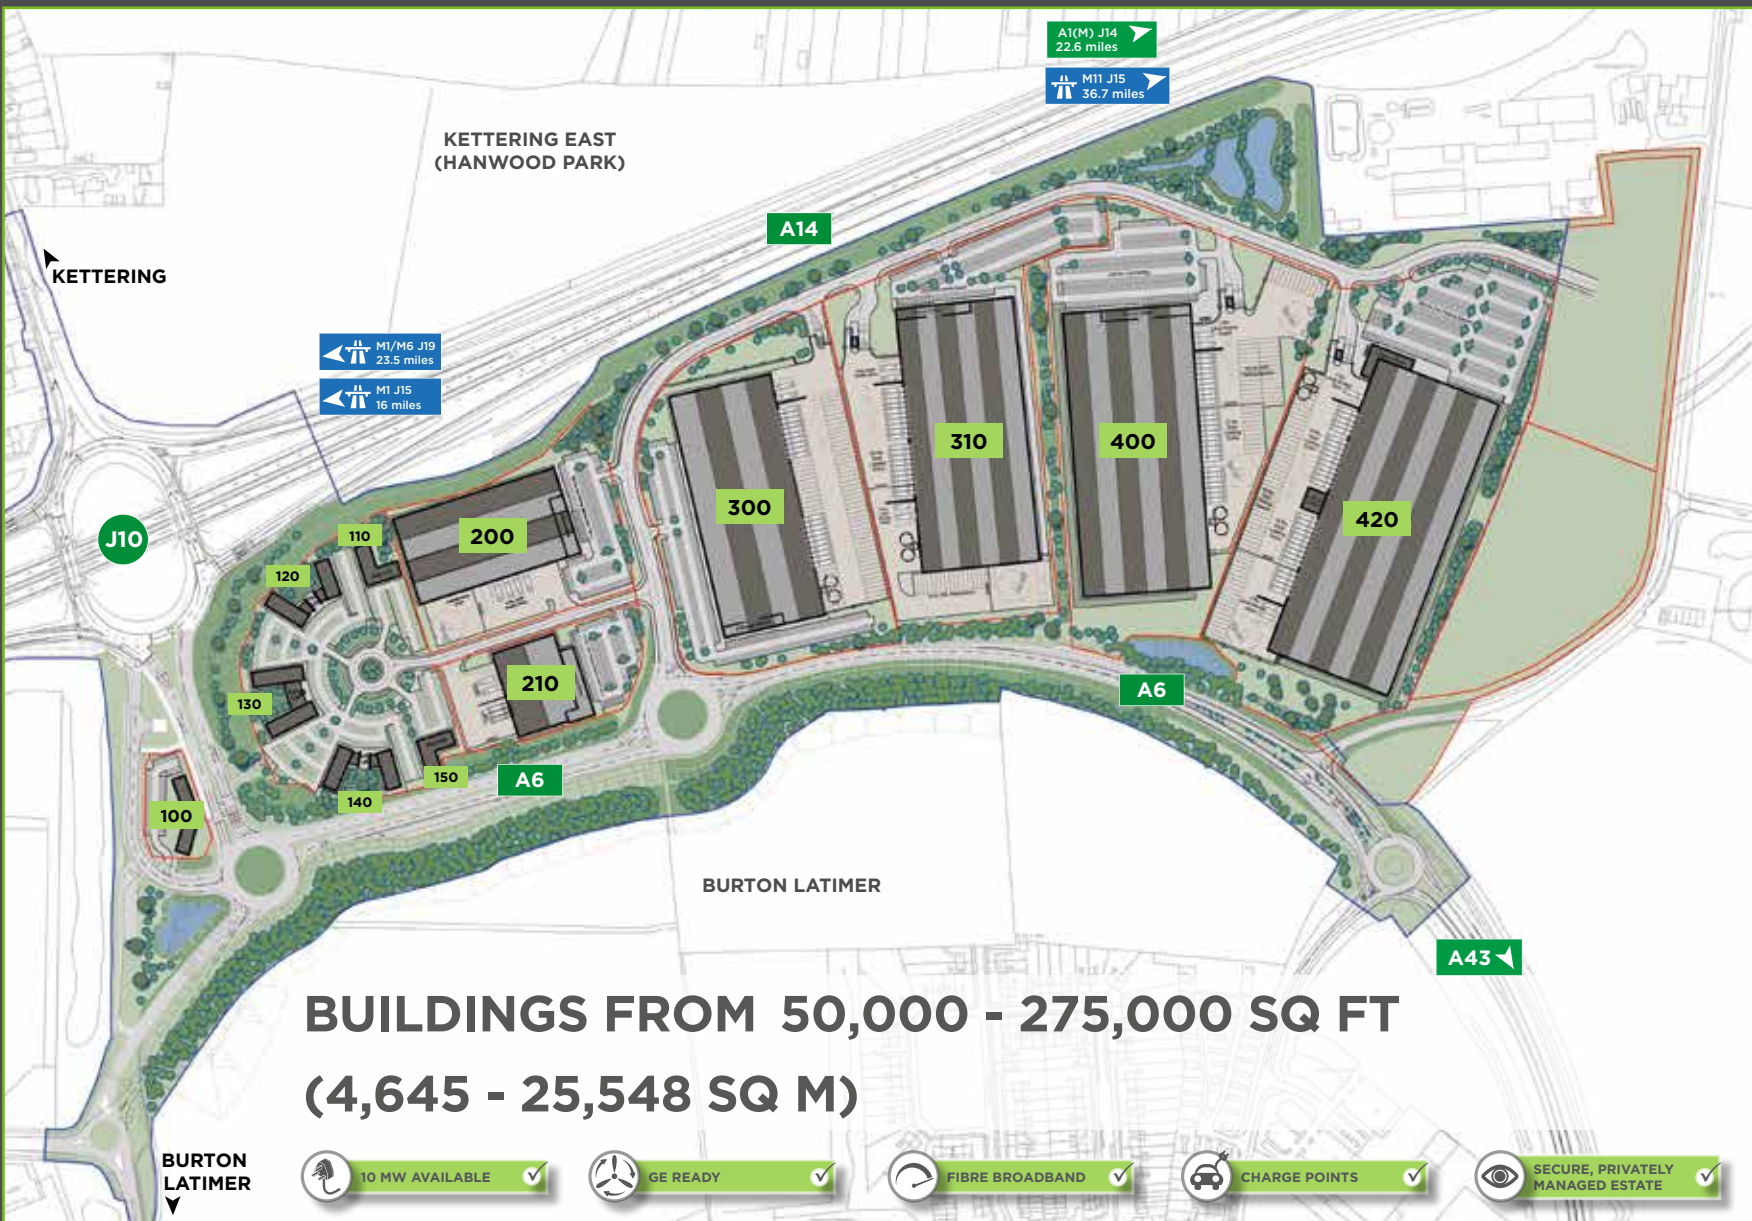 A1(M) J14
22.6 miles
M11 J15
36.7 miles
KETTERING EAST
(HANWOOD PARK)
A14
KETTERING
M1/M6 J19
23.5 miles
M1 J15
16 miles
310
400
300
420
200
J10
110
120
210
A6
130
150
A6
140
100
BURTON LATIMER
A43
BUILDINGS FROM 50,000 - 275,000 SQ FT
(4,645 - 25,548 SQ M)
BURTON
LATIMER
10 MW AVAILABLE
GE READY
FIBRE BROADBAND
CHARGE POINTS
SECURE, PRIVATELY
MANAGED ESTATE